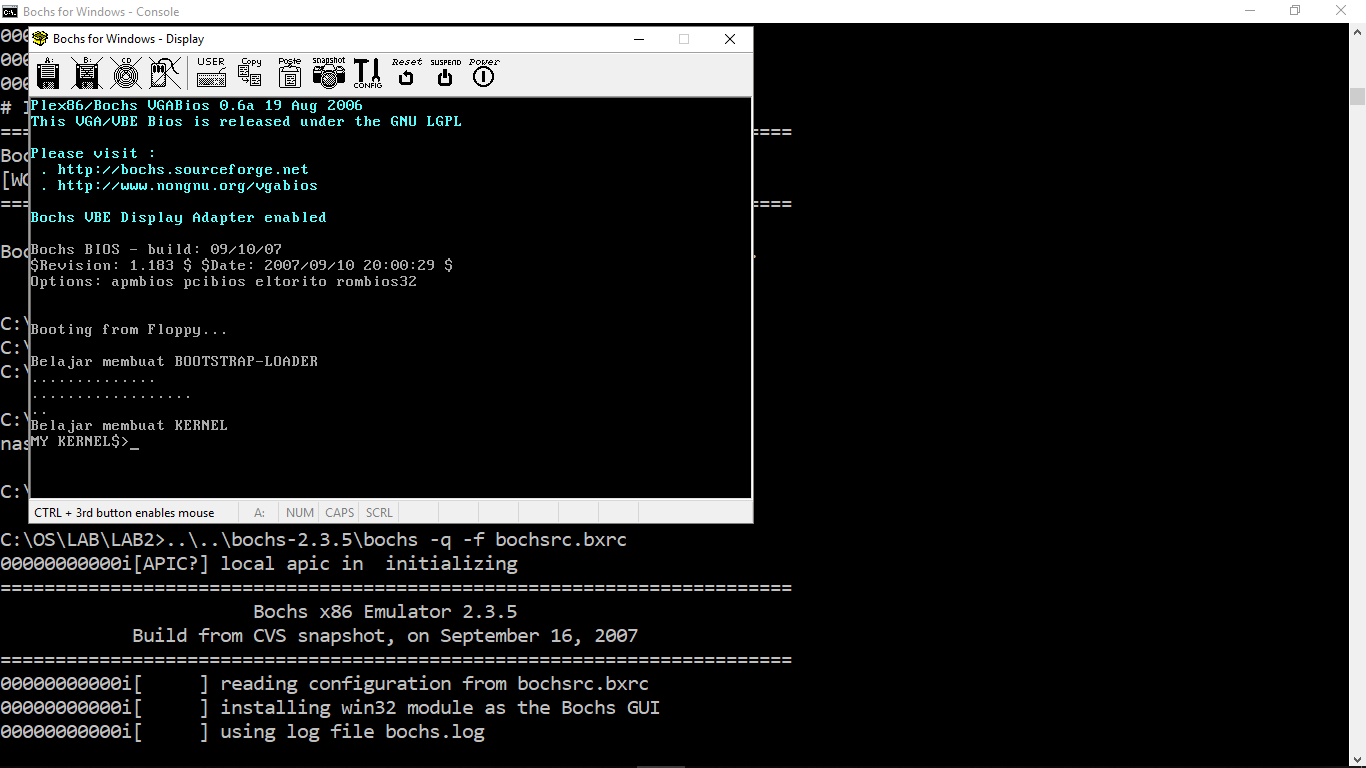 Bochs for Windows - Console
Bochs for Windows - Display
A: B: CD USER Copy Paste snapshot CONFIG Reset SUSPEND Power
Plex86/Bochs VGABios 0.6a 19 Aug 2006
This VGA/VBE Bios is released under the GNU LGPL
Please visit :
. http://bochs.sourceforge.net
. http://www.nongnu.org/vgabios
Bochs VBE Display Adapter enabled
Bochs BIOS - build: 09/10/07
$Revision: 1.183 $ $Date: 2007/09/10 20:00:29 $
Options: apmbios pcibios eltorito rombios32
Booting from Floppy...
Belajar membuat BOOTSTRAP-LOADER
..............
..................
..
Belajar membuat KERNEL
MY KERNEL$>_
CTRL + 3rd button enables mouse A: NUM CAPS SCRL
C:\OS\LAB\LAB2>..\..\bochs-2.3.5\bochs -q -f bochsrc.bxrc
00000000000i[APIC?] local apic in  initializing
========================================================================
Bochs x86 Emulator 2.3.5
Build from CVS snapshot, on September 16, 2007
========================================================================
00000000000i[     ] reading configuration from bochsrc.bxrc
00000000000i[     ] installing win32 module as the Bochs GUI
00000000000i[     ] using log file bochs.log